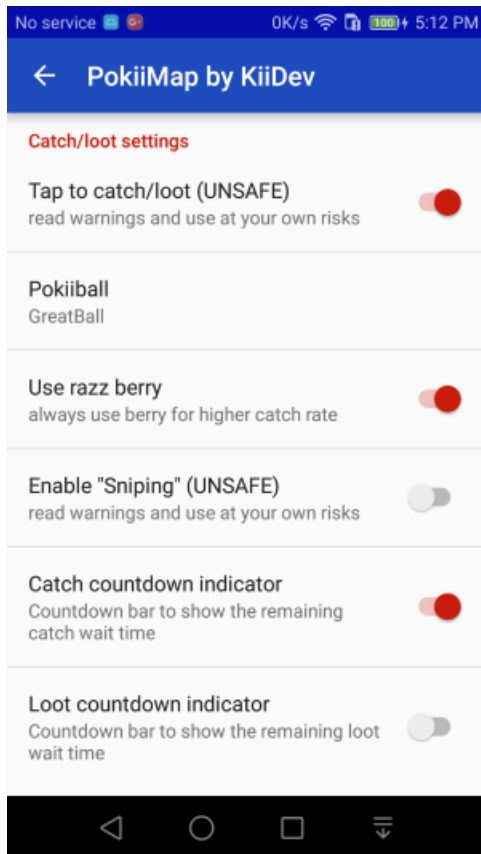 No service 0K/s 100 5:12 PM
PokiiMap by KiiDev
Catch/loot settings
Tap to catch/loot (UNSAFE)
read warnings and use at your own risks
Pokiiball
GreatBall
Use razz berry
always use berry for higher catch rate
Enable "Sniping" (UNSAFE)
read warnings and use at your own risks
Catch countdown indicator
Countdown bar to show the remaining
catch wait time
Loot countdown indicator
Countdown bar to show the remaining loot
wait time